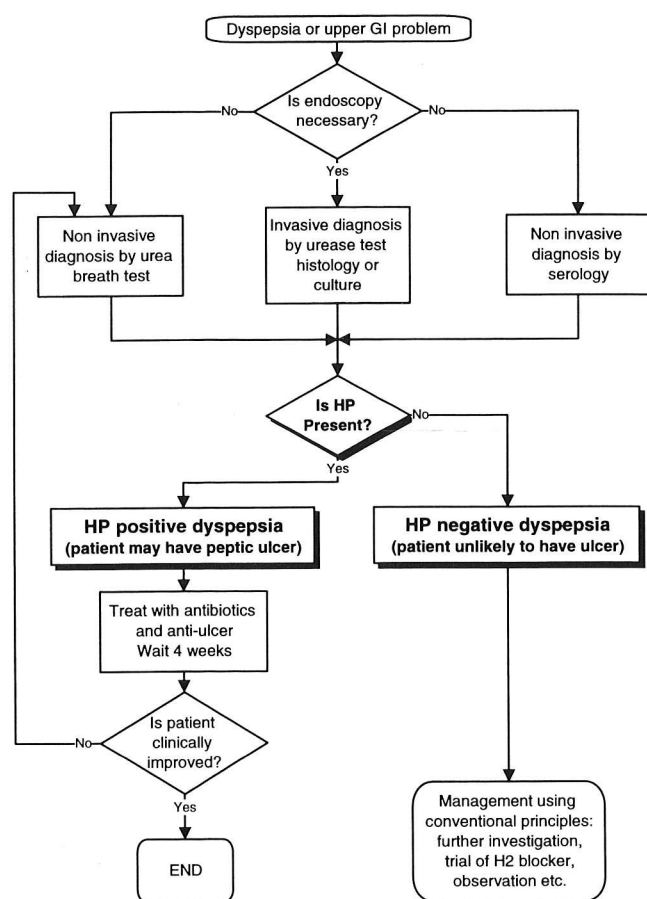 Dyspepsia or upper GI problem
Is endoscopy
necessary?
No
No
Yes
Non invasive
diagnosis by urea
breath test
Invasive diagnosis
by urease test
histology or
culture
Non invasive
diagnosis by
serology
Is HP
Present?
No
Yes
HP positive dyspepsia
(patient may have peptic ulcer)
HP negative dyspepsia
(patient unlikely to have ulcer)
Treat with antibiotics
and anti-ulcer
Wait 4 weeks
Is patient
clinically
improved?
No
Yes
END
Management using
conventional principles:
further investigation,
trial of H2 blocker,
observation etc.